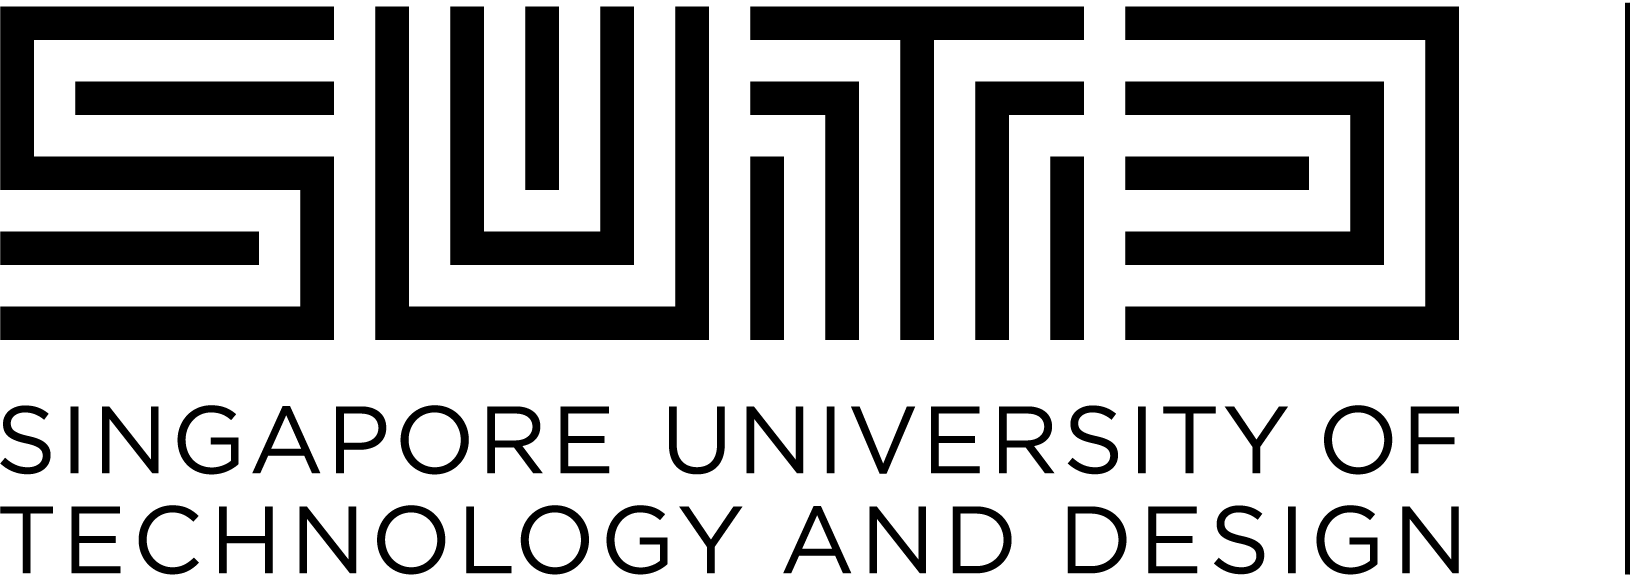 SUTD
SINGAPORE UNIVERSITY OF
TECHNOLOGY AND DESIGN